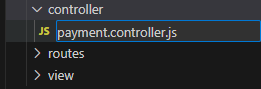 controller
JS payment.controller.js
routes
view